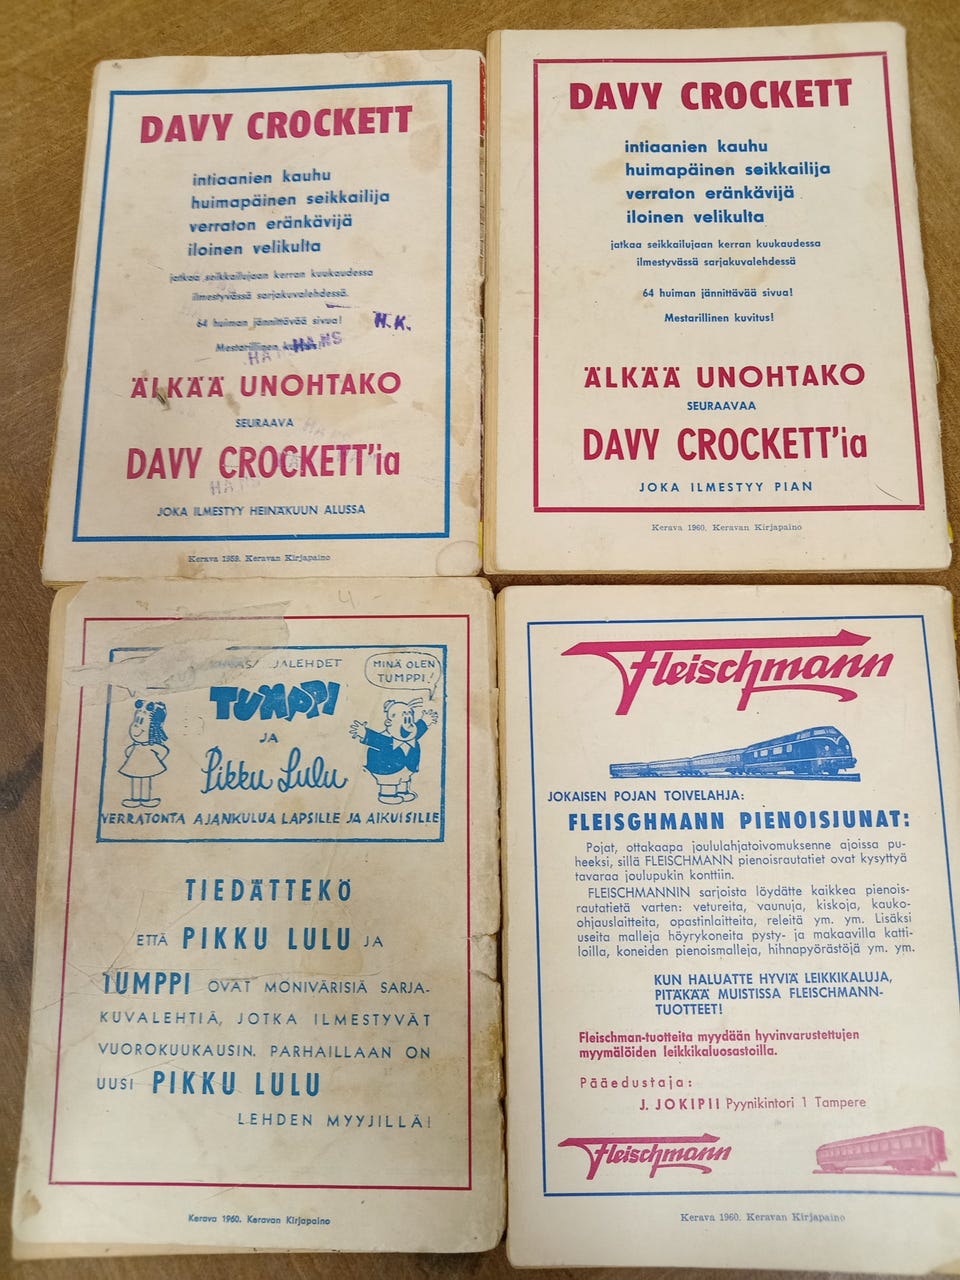 DAVY CROCKETT
intiaanien kauhu
huimapäinen seikkailija
verraton eränkävijä
iloinen velikulta
jatkaa seikkailujaan kerran kuukaudessa
ilmestyvässä sarjakuvalehdessä.
64 huiman jännittävää sivua!
H.K.
Mestarillinen
HANS
ÄLKÄÄ UNOHTAKO
SEURAAVA
DAVY CROCKETT'ia
HANS
JOKA ILMESTYY HEINÄKUUN ALUSSA
Kerava 1959. Keravan Kirjapaino
DAVY CROCKETT
intiaanien kauhu
huimapäinen seikkailija
verraton eränkävijä
iloinen velikulta
jatkaa seikkailujaan kerran kuukaudessa
ilmestyvässä sarjakuvalehdessä
64 huiman jännittävää sivua!
Mestarillinen kuvitus!
ÄLKÄÄ UNOHTAKO
SEURAAVAA
DAVY CROCKETT'ia
JOKA ILMESTYY PIAN
Kerava 1960. Keravan Kirjapaino
4.-
MINÄ OLEN
TUMPPI!
TUMPPI
JA
Pikku Lulu
VERRATONTA AJANKULUA LAPSILLE JA AIKUISILLE
TIEDÄTTEKÖ
ETTÄ PIKKU LULU JA
TUMPPI OVAT MONIVÄRISIÄ SARJA-
KUVALEHTIÄ, JOTKA ILMESTYVÄT
VUOROKUUKAUSIN. PARHAILLAAN ON
UUSI PIKKU LULU
LEHDEN MYYJILLÄ!
Kerava 1960. Keravan Kirjapaino
Fleischmann
JOKAISEN POJAN TOIVELAHJA:
FLEISGHMANN PIENOISJUNAT:
Pojat, ottakaapa joululahjatoivomuksenne ajoissa pu-
heeksi, sillä FLEISCHMANN pienoisrautatiet ovat kysyttyä
tavaraa joulupukin konttiin.
FLEISCHMANNIN sarjoista löydätte kaikkea pienois-
rautatietä varten: vetureita, vaunuja, kiskoja, kauko-
ohjauslaitteita, opastinlaitteita, releitä ym. ym. Lisäksi
useita malleja höyrykoneita pysty- ja makaavilla katti-
loilla, koneiden pienoismalleja, hihnapyörästöjä ym. ym.
KUN HALUATTE HYVIÄ LEIKKIKALUJA,
PITÄKÄÄ MUISTISSA FLEISCHMANN-
TUOTTEET!
Fleischman-tuotteita myydään hyvinvarustettujen
myymälöiden leikkikaluosastoilla.
Pääedustaja:
J. JOKIPII Pyynikintori 1 Tampere
Fleischmann
Kerava 1960. Keravan Kirjapaino